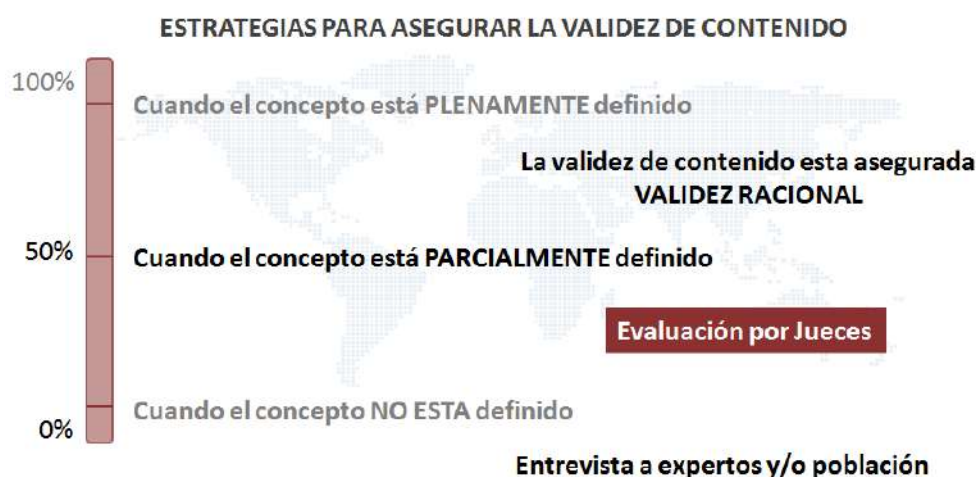 ESTRATEGIAS PARA ASEGURAR LA VALIDEZ DE CONTENIDO
100%
Cuando el concepto está PLENAMENTE definido
La validez de contenido esta asegurada
VALIDEZ RACIONAL
50%
Cuando el concepto está PARCIALMENTE definido
Evaluación por Jueces
Cuando el concepto NO ESTA definido
0%
Entrevista a expertos y/o población